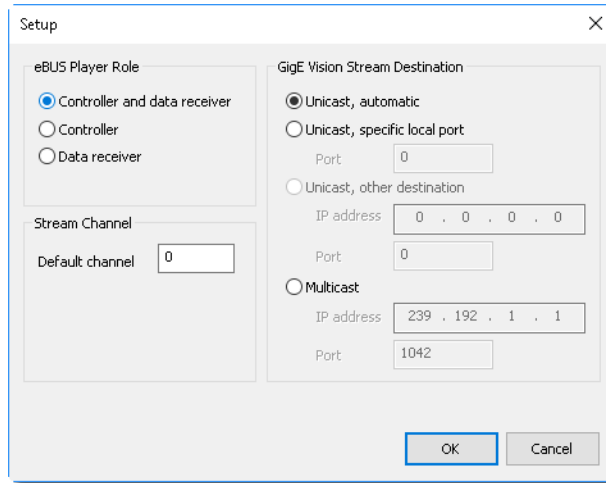 Setup
eBUS Player Role
Controller and data receiver
Controller
Data receiver
Stream Channel
Default channel 0
GigE Vision Stream Destination
Unicast, automatic
Unicast, specific local port
Port 0
Unicast, other destination
IP address 0 . 0 . 0 . 0
Port 0
Multicast
IP address 239 . 192 . 1 . 1
Port 1042
OK Cancel